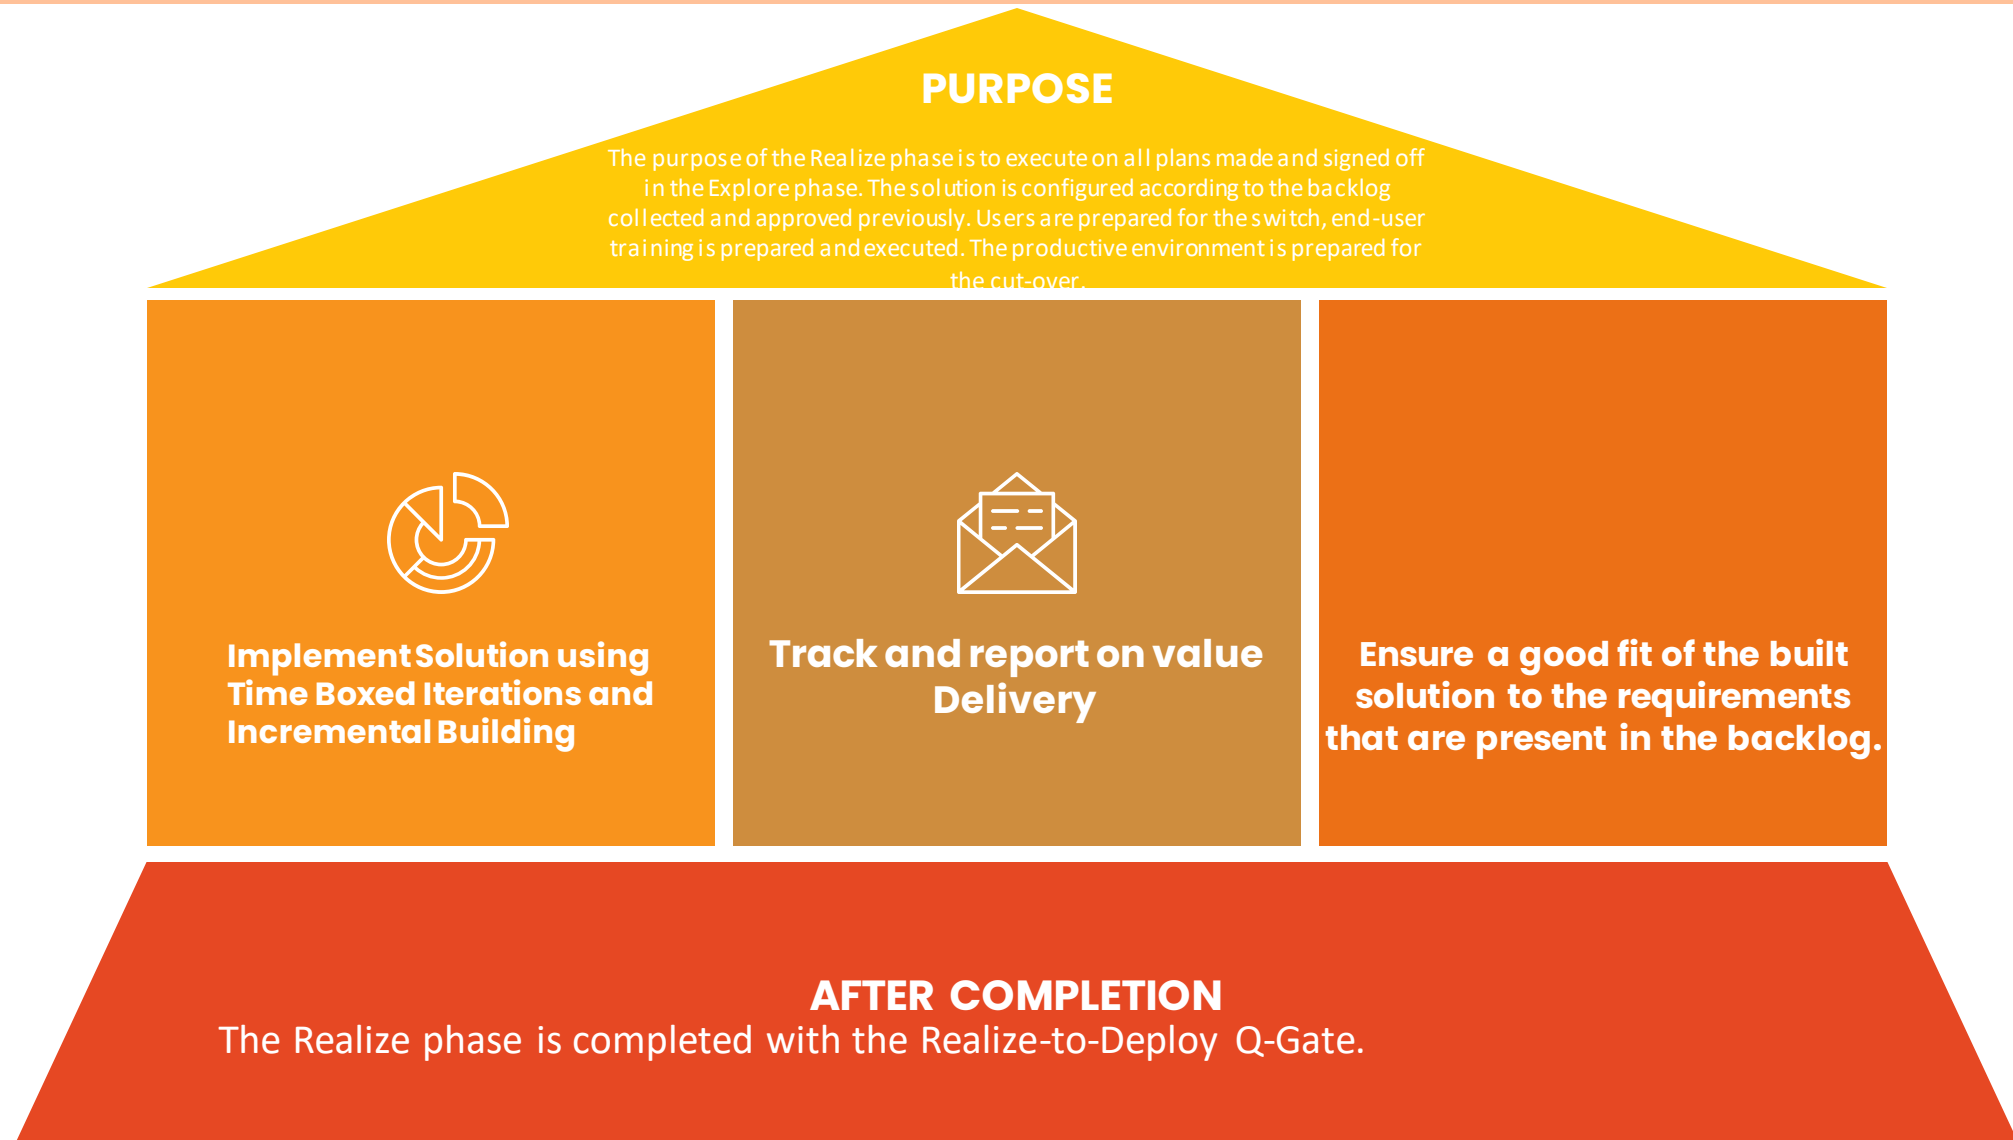 PURPOSE
The purpose of the Realize phase is to execute on all plans made and signed off
in the Explore phase. The solution is configured according to the backlog
collected and approved previously. Users are prepared for the switch, end-user
training is prepared and executed. The productive environment is prepared for
the cut-over.
Implement Solution using
Time Boxed Iterations and
Incremental Building
Track and report on value
Delivery
Ensure a good fit of the built
solution to the requirements
that are present in the backlog.
AFTER COMPLETION
The Realize phase is completed with the Realize-to-Deploy Q-Gate.